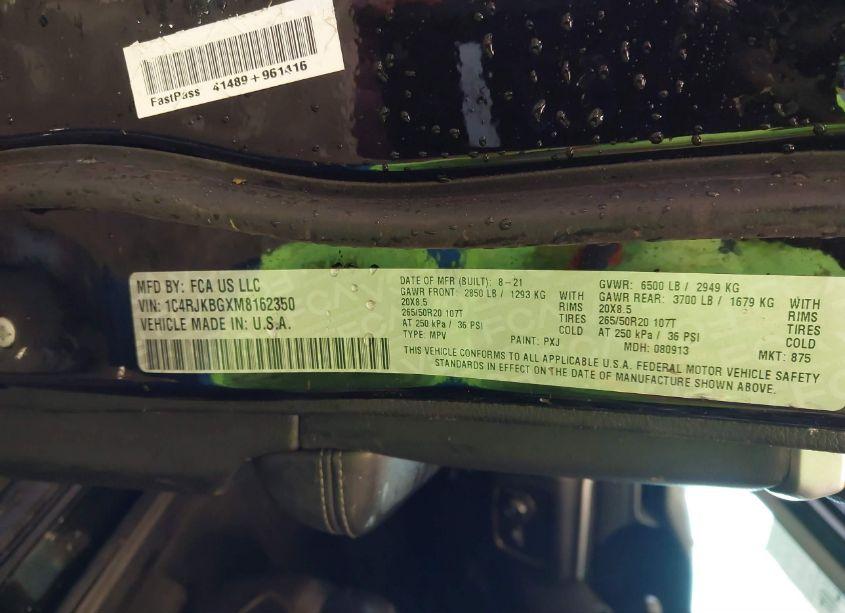 FastPass 41489+961416
MFD BY: FCA US LLC
VIN: 1C4RJKBGXM8162350
VEHICLE MADE IN U.S.A.
DATE OF MFR (BUILT): 8-21
GAWR FRONT: 2850 LB / 1293 KG WITH
20X8.5 RIMS
265/50R20 107T TIRES
AT 250 kPa / 36 PSI COLD
TYPE: MPV PAINT: PXJ
GVWR: 6500 LB / 2949 KG
GAWR REAR: 3700 LB / 1679 KG WITH
20X8.5 RIMS
265/50R20 107T TIRES
AT 250 kPa / 36 PSI COLD
MDH: 080913 MKT: 875
THIS VEHICLE CONFORMS TO ALL APPLICABLE U.S.A. FEDERAL MOTOR VEHICLE SAFETY
STANDARDS IN EFFECT ON THE DATE OF MANUFACTURE SHOWN ABOVE.